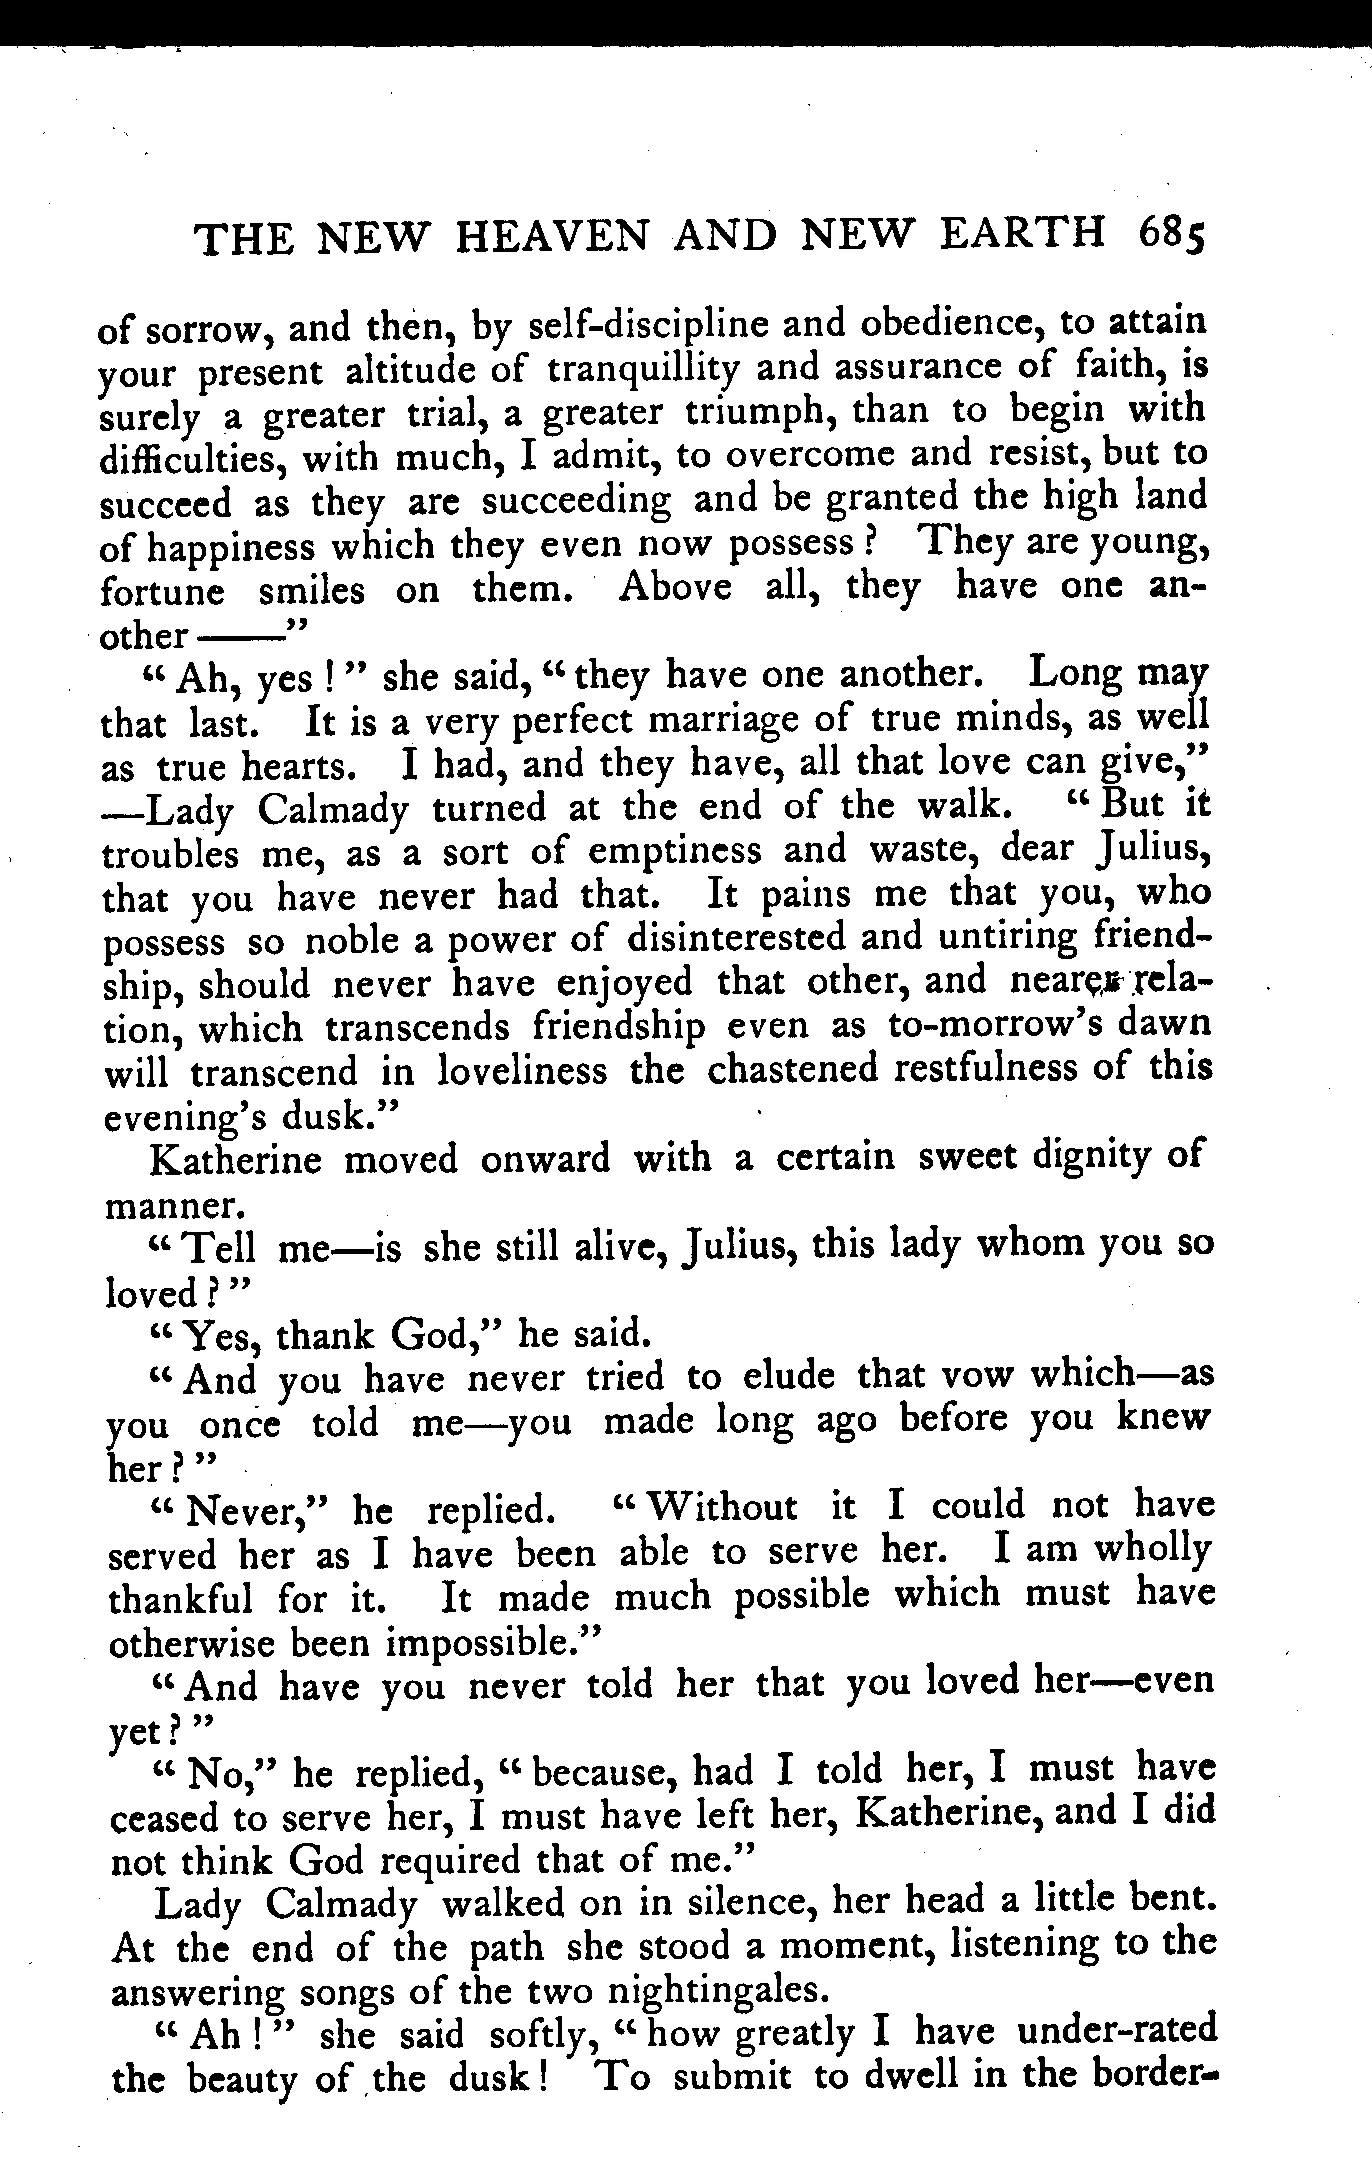 THE NEW HEAVEN AND NEW EARTH 685
of sorrow, and then, by self-discipline and obedience, to attain
your present altitude of tranquillity and assurance of faith, is
surely a greater trial, a greater triumph, than to begin with
difficulties, with much, I admit, to overcome and resist, but to
succeed as they are succeeding and be granted the high land
of happiness which they even now possess? They are young,
fortune smiles on them. Above all, they have one an-
other——"
"Ah, yes!" she said, "they have one another. Long may
that last. It is a very perfect marriage of true minds, as well
as true hearts. I had, and they have, all that love can give,"
—Lady Calmady turned at the end of the walk. "But it
troubles me, as a sort of emptiness and waste, dear Julius,
that you have never had that. It pains me that you, who
possess so noble a power of disinterested and untiring friend-
ship, should never have enjoyed that other, and nearer rela-
tion, which transcends friendship even as to-morrow's dawn
will transcend in loveliness the chastened restfulness of this
evening's dusk."
Katherine moved onward with a certain sweet dignity of
manner.
"Tell me—is she still alive, Julius, this lady whom you so
loved?"
"Yes, thank God," he said.
"And you have never tried to elude that vow which—as
you once told me—you made long ago before you knew
her?"
"Never," he replied. "Without it I could not have
served her as I have been able to serve her. I am wholly
thankful for it. It made much possible which must have
otherwise been impossible."
"And have you never told her that you loved her—even
yet?"
"No," he replied, "because, had I told her, I must have
ceased to serve her, I must have left her, Katherine, and I did
not think God required that of me."
Lady Calmady walked on in silence, her head a little bent.
At the end of the path she stood a moment, listening to the
answering songs of the two nightingales.
"Ah!" she said softly, "how greatly I have under-rated
the beauty of the dusk! To submit to dwell in the border-